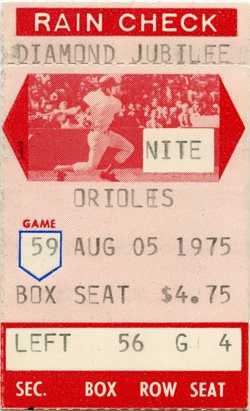 RAIN CHECK
DIAMOND JUBILEE
NITE
ORIOLES
GAME
59 AUG 05 1975
BOX SEAT $4.75
LEFT 56 G 4
SEC. BOX ROW SEAT